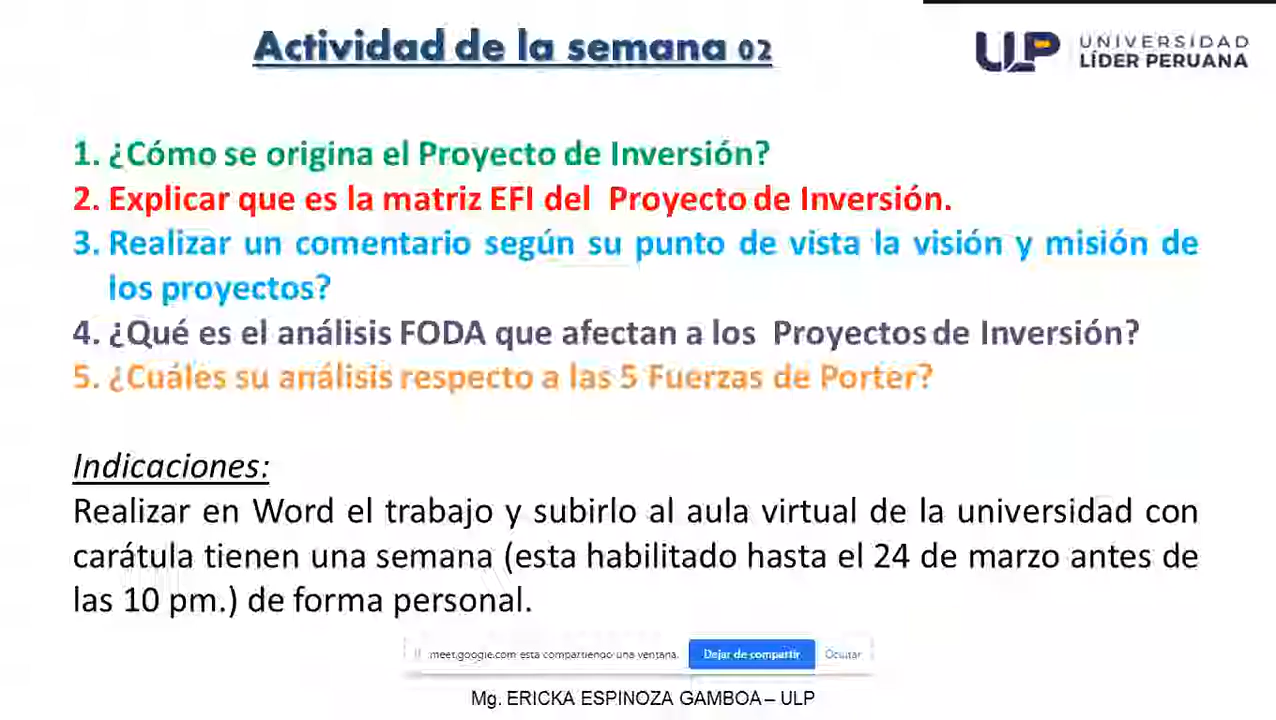 Actividad de la semana 02
ULP UNIVERSIDAD
LÍDER PERUANA
1. ¿Cómo se origina el Proyecto de Inversión?
2. Explicar que es la matriz EFI del Proyecto de Inversión.
3. Realizar un comentario según su punto de vista la visión y misión de
los proyectos?
4. ¿Qué es el análisis FODA que afectan a los Proyectos de Inversión?
5. ¿Cuáles su análisis respecto a las 5 Fuerzas de Porter?
Indicaciones:
Realizar en Word el trabajo y subirlo al aula virtual de la universidad con
carátula tienen una semana (esta habilitado hasta el 24 de marzo antes de
las 10 pm.) de forma personal.
meet.google.com está compartiendo una ventana. Dejar de compartir Ocultar
Mg. ERICKA ESPINOZA GAMBOA – ULP